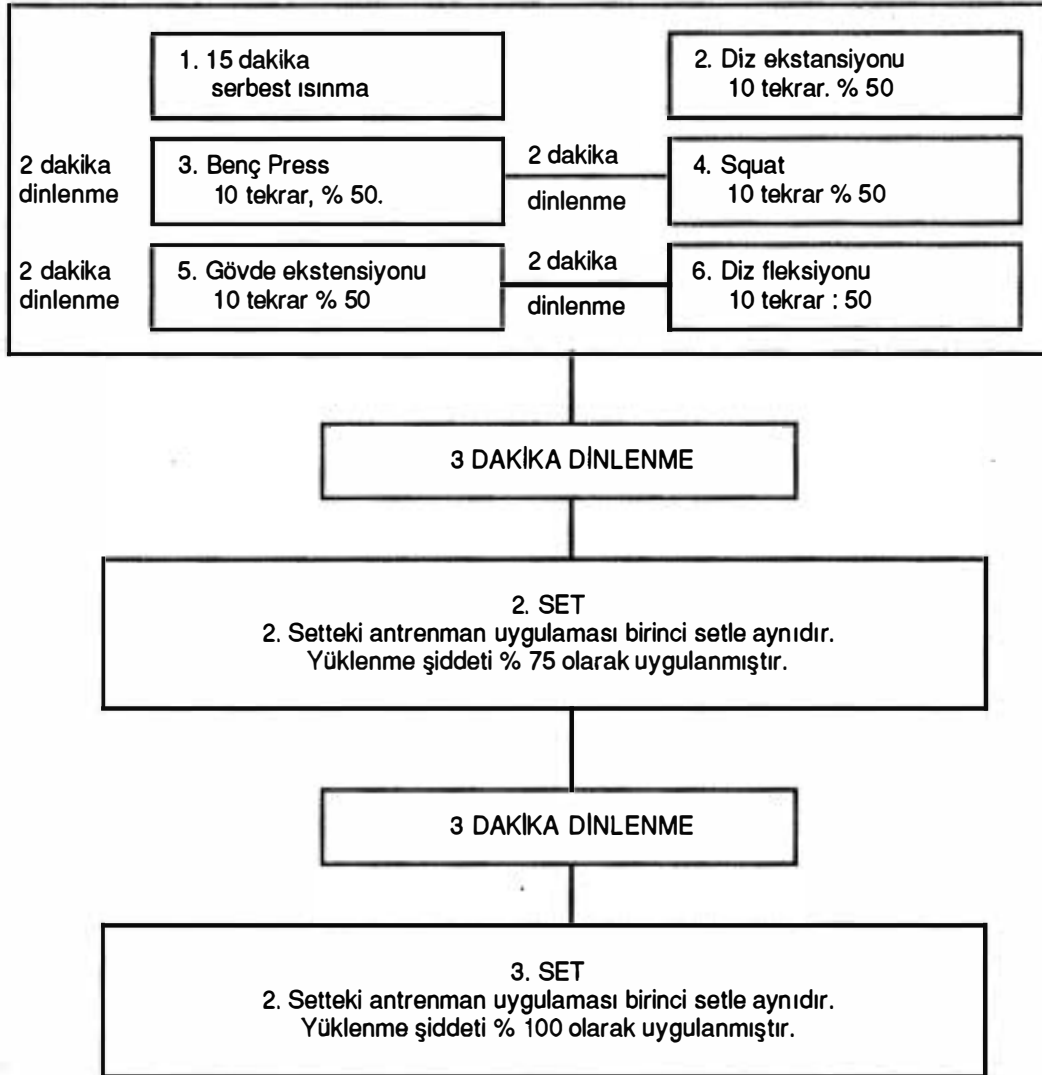 1. 15 dakika
serbest ısınma
2. Diz ekstansiyonu
10 tekrar. % 50
2 dakika
dinlenme
3. Benç Press
10 tekrar, % 50.
2 dakika
dinlenme
4. Squat
10 tekrar % 50
2 dakika
dinlenme
5. Gövde ekstensiyonu
10 tekrar % 50
2 dakika
dinlenme
6. Diz fleksiyonu
10 tekrar : 50
3 DAKİKA DİNLENME
2. SET
2. Setteki antrenman uygulaması birinci setle aynıdır.
Yüklenme şiddeti % 75 olarak uygulanmıştır.
3 DAKİKA DİNLENME
3. SET
2. Setteki antrenman uygulaması birinci setle aynıdır.
Yüklenme şiddeti % 100 olarak uygulanmıştır.